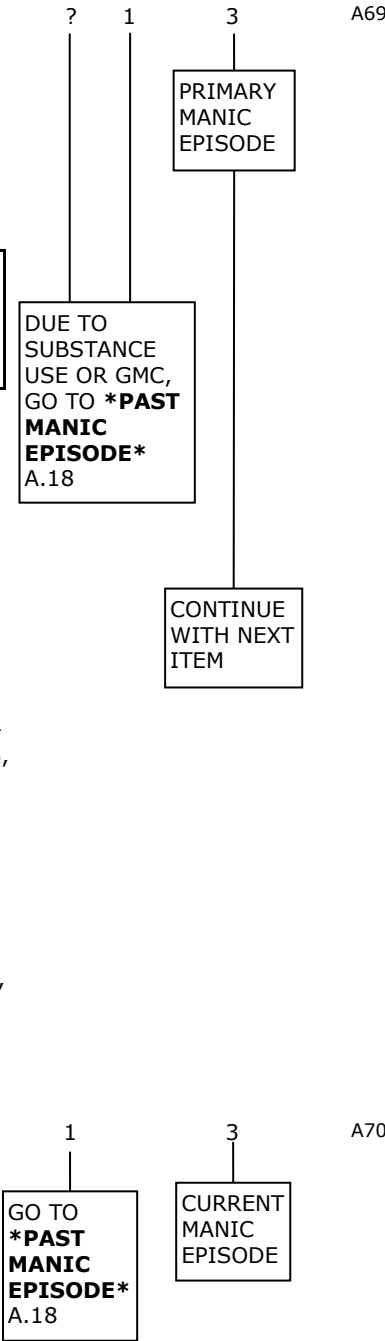 ? 1 3 A69
PRIMARY
MANIC
EPISODE
DUE TO
SUBSTANCE
USE OR GMC,
GO TO *PAST
MANIC
EPISODE*
A.18
CONTINUE
WITH NEXT
ITEM
,
,
1 3 A70
GO TO
*PAST
MANIC
EPISODE*
A.18
CURRENT
MANIC
EPISODE